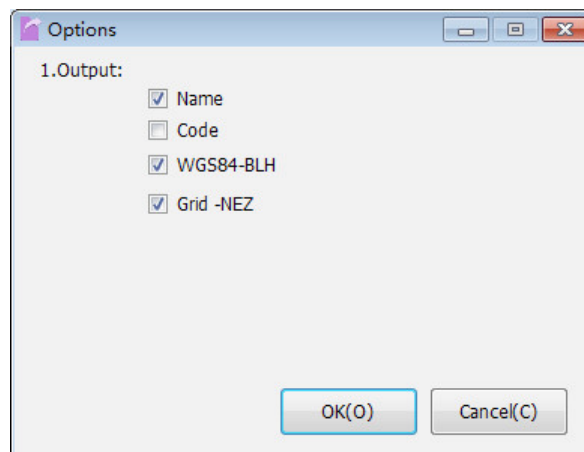 Options
1.Output:
Name
Code
WGS84-BLH
Grid -NEZ
OK(O)
Cancel(C)